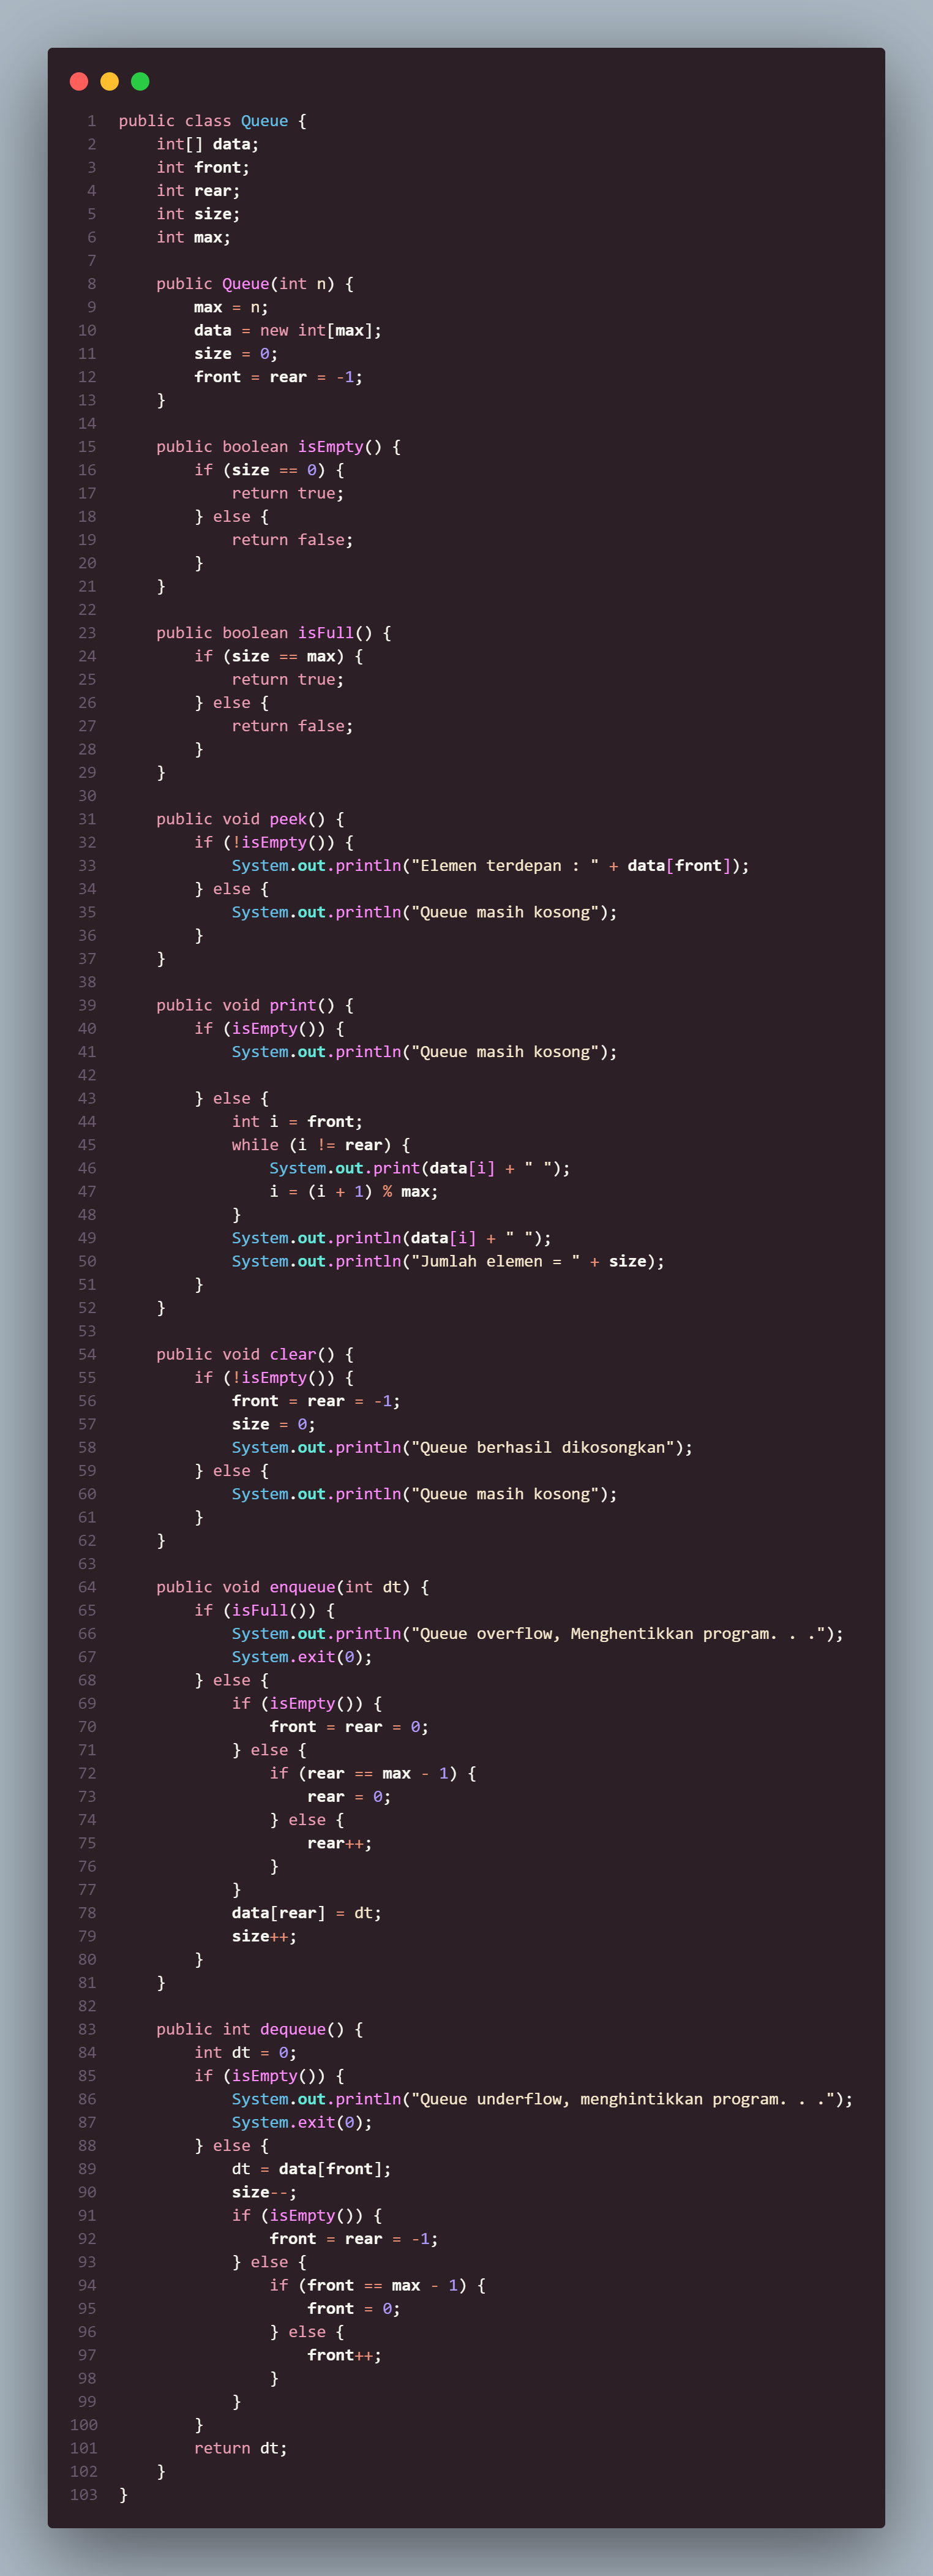 1 public class Queue {
2     int[] data;
3     int front;
4     int rear;
5     int size;
6     int max;
7
8     public Queue(int n) {
9         max = n;
10         data = new int[max];
11         size = 0;
12         front = rear = -1;
13     }
14
15     public boolean isEmpty() {
16         if (size == 0) {
17             return true;
18         } else {
19             return false;
20         }
21     }
22
23     public boolean isFull() {
24         if (size == max) {
25             return true;
26         } else {
27             return false;
28         }
29     }
30
31     public void peek() {
32         if (!isEmpty()) {
33             System.out.println("Elemen terdepan : " + data[front]);
34         } else {
35             System.out.println("Queue masih kosong");
36         }
37     }
38
39     public void print() {
40         if (isEmpty()) {
41             System.out.println("Queue masih kosong");
42
43         } else {
44             int i = front;
45             while (i != rear) {
46                 System.out.print(data[i] + " ");
47                 i = (i + 1) % max;
48             }
49             System.out.println(data[i] + " ");
50             System.out.println("Jumlah elemen = " + size);
51         }
52     }
53
54     public void clear() {
55         if (!isEmpty()) {
56             front = rear = -1;
57             size = 0;
58             System.out.println("Queue berhasil dikosongkan");
59         } else {
60             System.out.println("Queue masih kosong");
61         }
62     }
63
64     public void enqueue(int dt) {
65         if (isFull()) {
66             System.out.println("Queue overflow, Menghentikkan program. . .");
67             System.exit(0);
68         } else {
69             if (isEmpty()) {
70                 front = rear = 0;
71             } else {
72                 if (rear == max - 1) {
73                     rear = 0;
74                 } else {
75                     rear++;
76                 }
77             }
78             data[rear] = dt;
79             size++;
80         }
81     }
82
83     public int dequeue() {
84         int dt = 0;
85         if (isEmpty()) {
86             System.out.println("Queue underflow, menghintikkan program. . .");
87             System.exit(0);
88         } else {
89             dt = data[front];
90             size--;
91             if (isEmpty()) {
92                 front = rear = -1;
93             } else {
94                 if (front == max - 1) {
95                     front = 0;
96                 } else {
97                     front++;
98                 }
99             }
100         }
101         return dt;
102     }
103 }